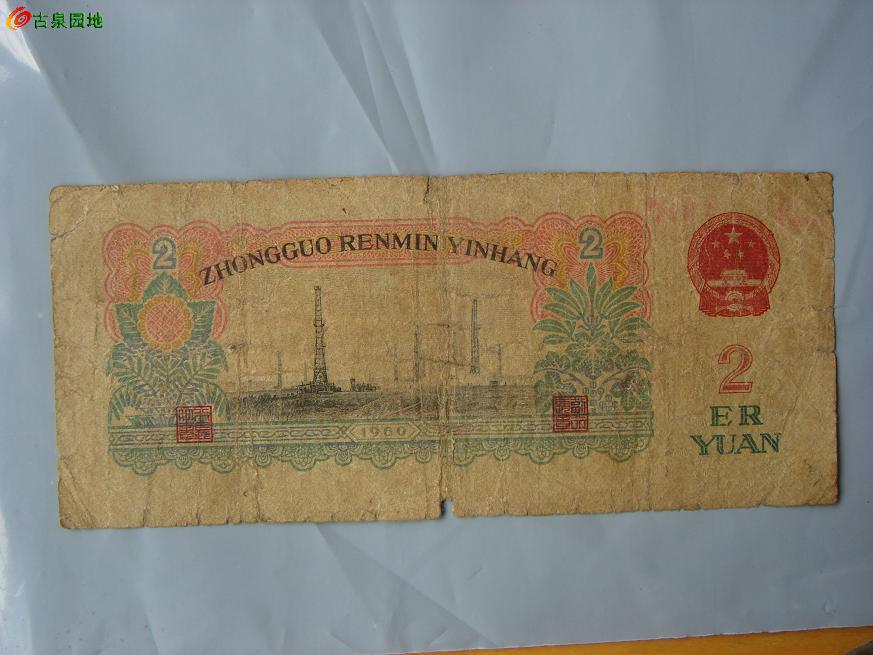 古泉园地
2
ZHONGGUO RENMIN YINHANG
2
2
ER
YUAN
1960